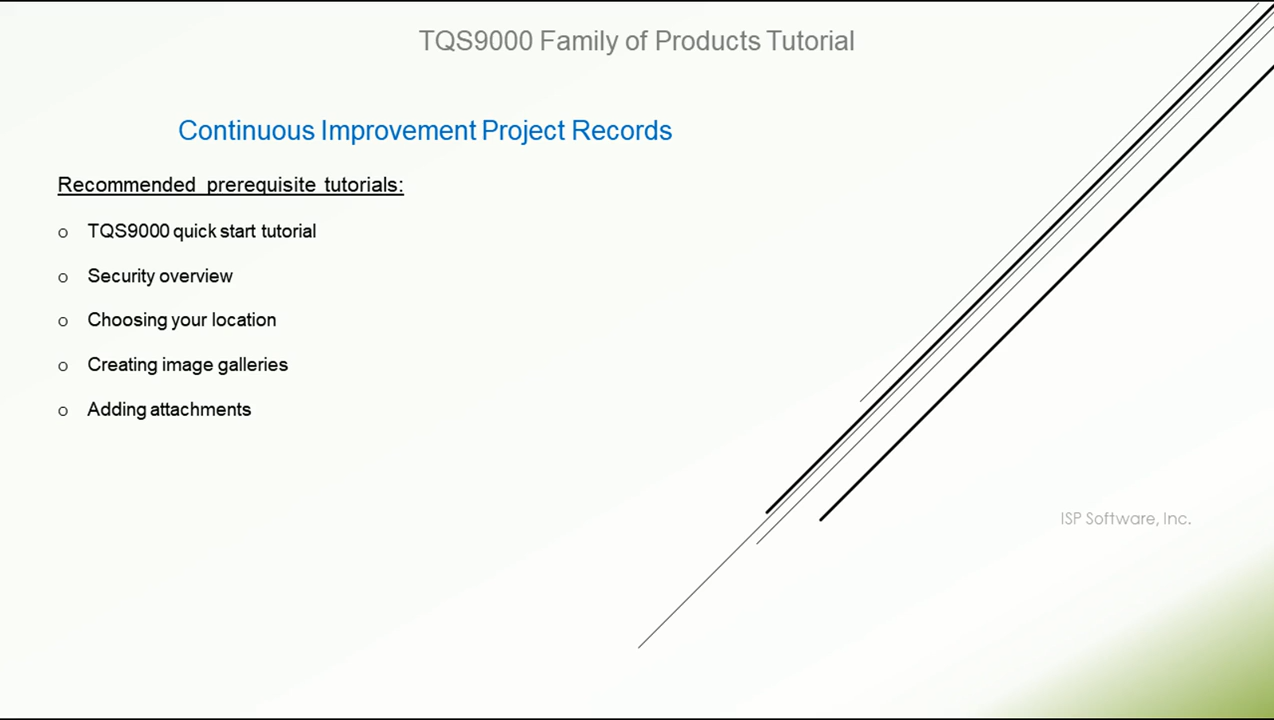 TQS9000 Family of Products Tutorial
Continuous Improvement Project Records
Recommended prerequisite tutorials:
o TQS9000 quick start tutorial
o Security overview
o Choosing your location
o Creating image galleries
o Adding attachments
ISP Software, Inc.